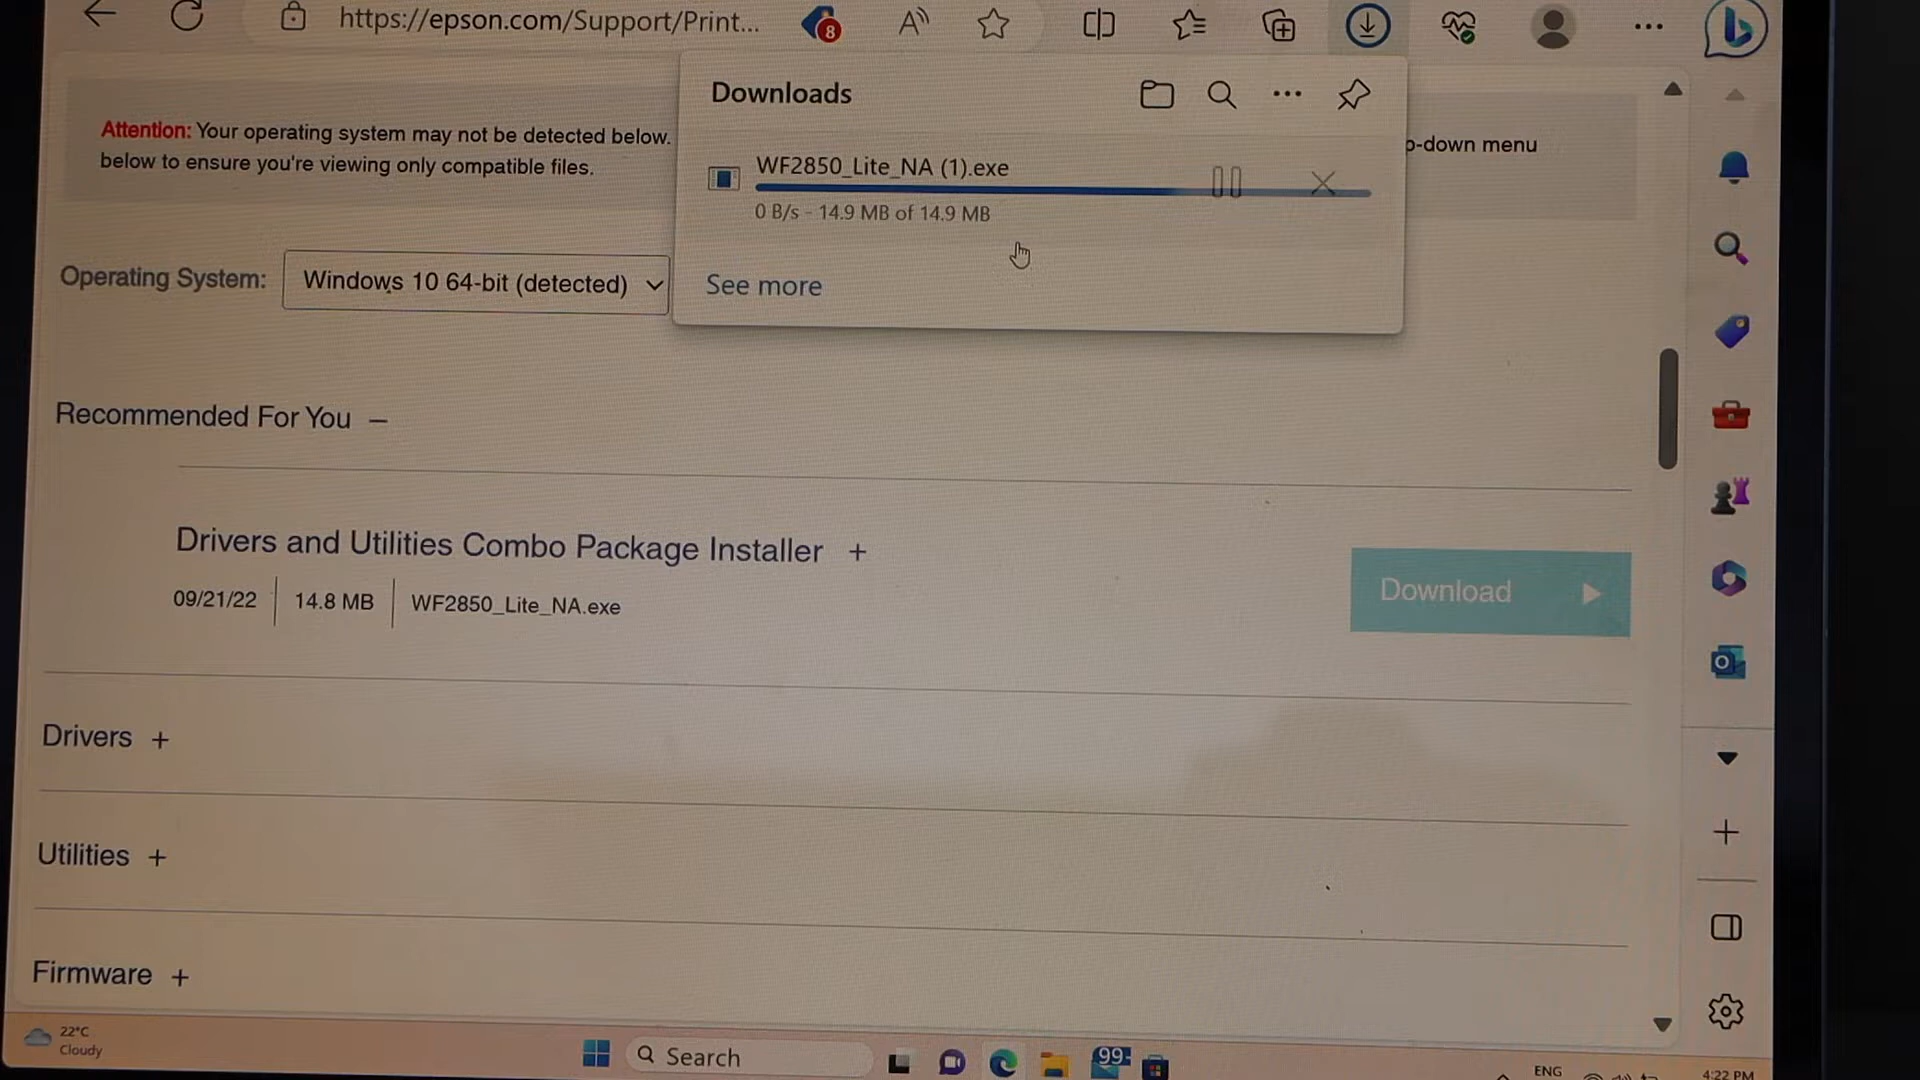 https://epson.com/Support/Print...
8
Downloads
Attention: Your operating system may not be detected below.
p-down menu
below to ensure you're viewing only compatible files.
WF2850_Lite_NA (1).exe
0 B/s - 14.9 MB of 14.9 MB
See more
Operating System:
Windows 10 64-bit (detected)
Recommended For You −
Drivers and Utilities Combo Package Installer +
09/21/22 | 14.8 MB | WF2850_Lite_NA.exe
Download
Drivers +
Utilities +
Firmware +
22°C
Cloudy
Search
99+
ENG
4:22 PM